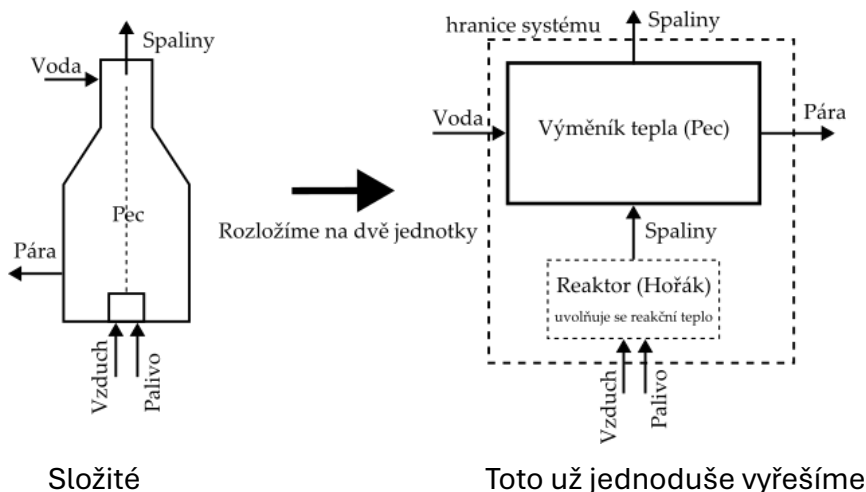 Spaliny
Voda
Pec
Pára
Vzduch
Palivo
Rozložíme na dvě jednotky
hranice systému
Spaliny
Voda
Výměník tepla (Pec)
Pára
Spaliny
Reaktor (Hořák)
uvolňuje se reakční teplo
Vzduch
Palivo
Složité
Toto už jednoduše vyřešíme